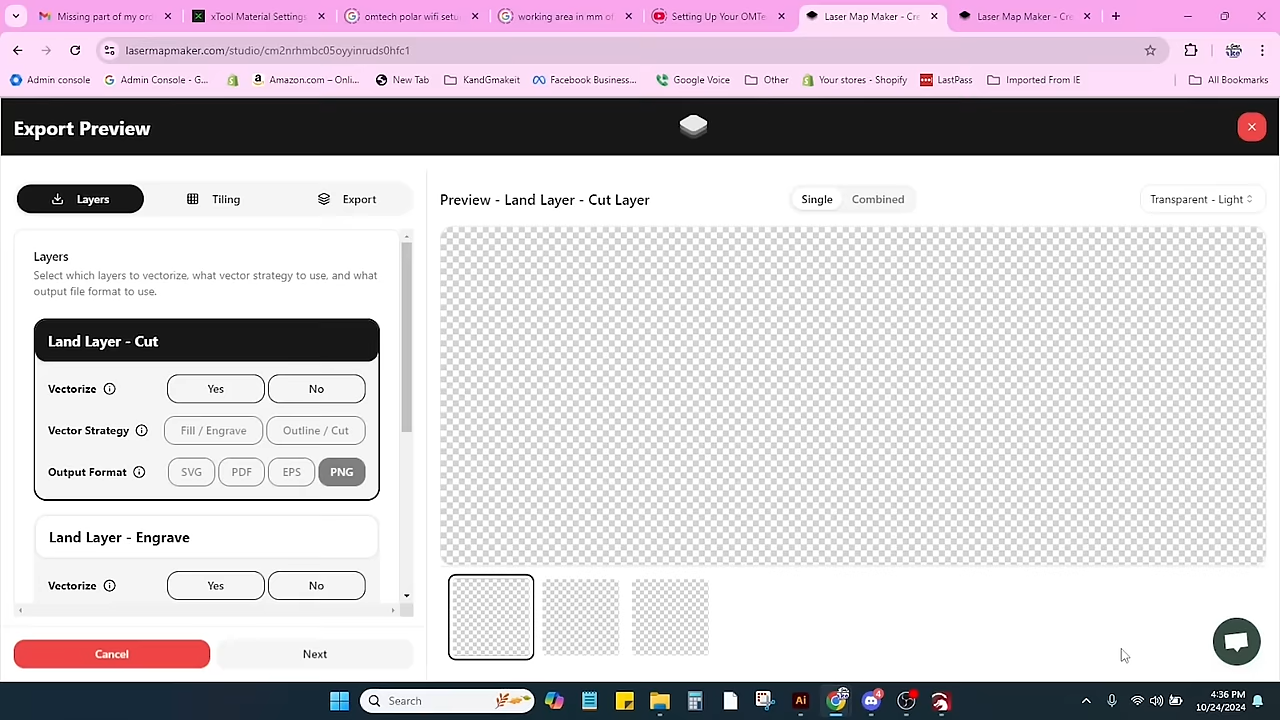 Missing part of my or
xTool Material Settings
omtech polar wifi setu
working area in mm of
Setting Up Your OMTe
Laser Map Maker - Cre
Laser Map Maker - Cre
lasermapmaker.com/studio/cm2nrhmbc05oyyinruds0hfc1
Admin console
Admin Console - G...
Amazon.com – Onli...
New Tab
KandGmakeit
Facebook Business...
Google Voice
Other
Your stores - Shopify
LastPass
Imported From IE
All Bookmarks
Export Preview
Layers
Tiling
Export
Preview - Land Layer - Cut Layer
Single
Combined
Transparent - Light
Layers
Select which layers to vectorize, what vector strategy to use, and what
output file format to use.
Land Layer - Cut
Vectorize
Yes
No
Vector Strategy
Fill / Engrave
Outline / Cut
Output Format
SVG
PDF
EPS
PNG
Land Layer - Engrave
Vectorize
Yes
No
Cancel
Next
Search
4
4:36 PM
10/24/2024